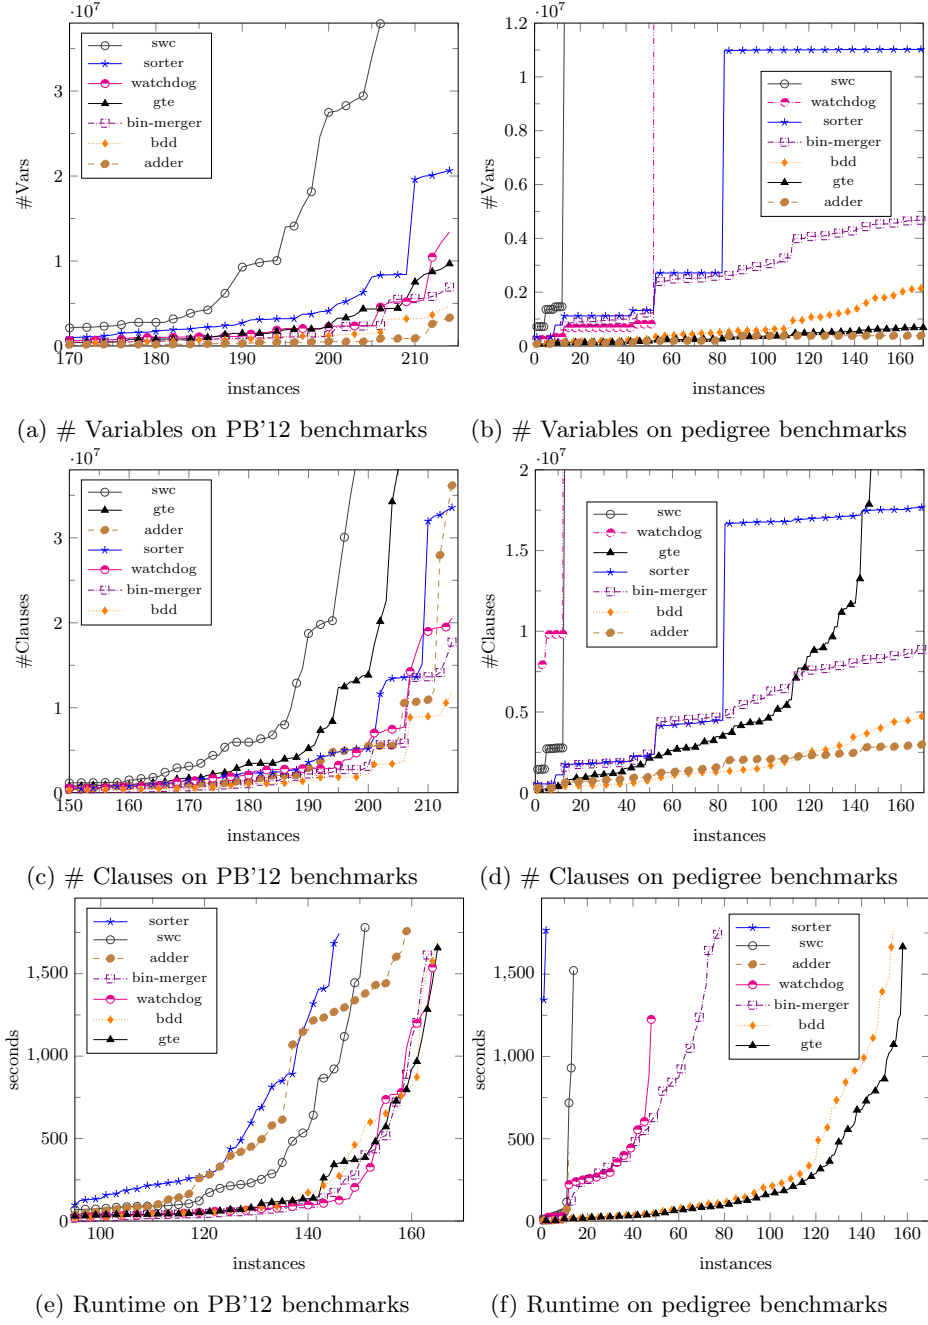 ·10^7
3
2
1
0
170 180 190 200 210
#Vars
instances
swc
sorter
watchdog
gte
bin-merger
bdd
adder
(a) # Variables on PB'12 benchmarks
·10^7
1.2
1
0.8
0.6
0.4
0.2
0
0 20 40 60 80 100 120 140 160
#Vars
instances
swc
watchdog
sorter
bin-merger
bdd
gte
adder
(b) # Variables on pedigree benchmarks
·10^7
3
2
1
0
150 160 170 180 190 200 210
#Clauses
instances
swc
gte
adder
sorter
watchdog
bin-merger
bdd
(c) # Clauses on PB'12 benchmarks
·10^7
2
1.5
1
0.5
0
0 20 40 60 80 100 120 140 160
#Clauses
instances
swc
watchdog
gte
sorter
bin-merger
bdd
adder
(d) # Clauses on pedigree benchmarks
1,500
1,000
500
0
100 120 140 160
seconds
instances
sorter
swc
adder
bin-merger
watchdog
bdd
gte
(e) Runtime on PB'12 benchmarks
1,500
1,000
500
0
0 20 40 60 80 100 120 140 160
seconds
instances
sorter
swc
adder
watchdog
bin-merger
bdd
gte
(f) Runtime on pedigree benchmarks